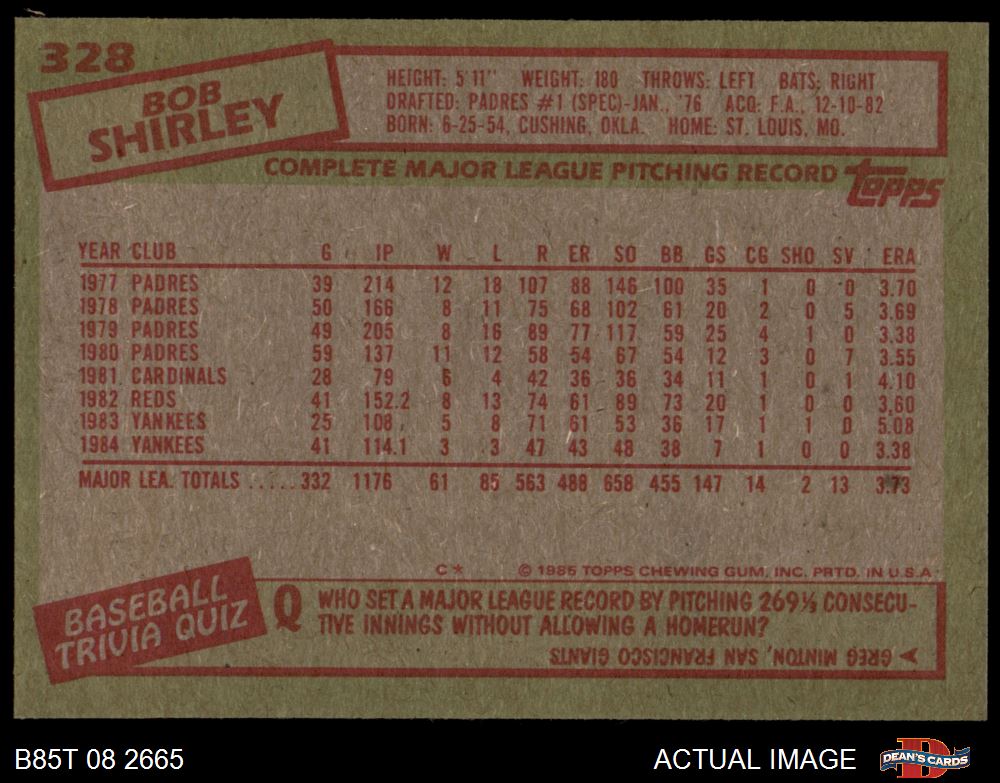 328
BOB
SHIRLEY
HEIGHT: 5'11" WEIGHT: 180 THROWS: LEFT BATS: RIGHT
DRAFTED: PADRES #1 (SPEC)-JAN., '76 ACQ: F.A., 12-10-82
BORN: 6-25-54, CUSHING, OKLA. HOME: ST. LOUIS, MO.
COMPLETE MAJOR LEAGUE PITCHING RECORD topps
YEAR CLUB G IP W L R ER SO BB GS CG SHO SV ERA
1977 PADRES 39 214 12 18 107 88 146 100 35 1 0 0 3.70
1978 PADRES 50 166 8 11 75 68 102 61 20 2 0 5 3.69
1979 PADRES 49 205 8 16 89 77 117 59 25 4 1 0 3.38
1980 PADRES 59 137 11 12 58 54 67 54 12 3 0 7 3.55
1981 CARDINALS 28 79 6 4 42 36 36 34 11 1 0 1 4.10
1982 REDS 41 152.2 8 13 74 61 89 73 20 1 0 0 3.60
1983 YANKEES 25 108 5 8 71 61 53 36 17 1 1 0 5.08
1984 YANKEES 41 114.1 3 3 47 43 48 38 7 1 0 0 3.38
MAJOR LEA. TOTALS ..... 332 1176 61 85 563 488 658 455 147 14 2 13 3.73
C* © 1985 TOPPS CHEWING GUM, INC. PRTD. IN U.S.A.
BASEBALL
TRIVIA QUIZ
Q WHO SET A MAJOR LEAGUE RECORD BY PITCHING 269⅓ CONSECU-
TIVE INNINGS WITHOUT ALLOWING A HOMERUN?
A GREG MINTON, SAN FRANCISCO GIANTS
B85T 08 2665
ACTUAL IMAGE
D
DEAN'S CARDS